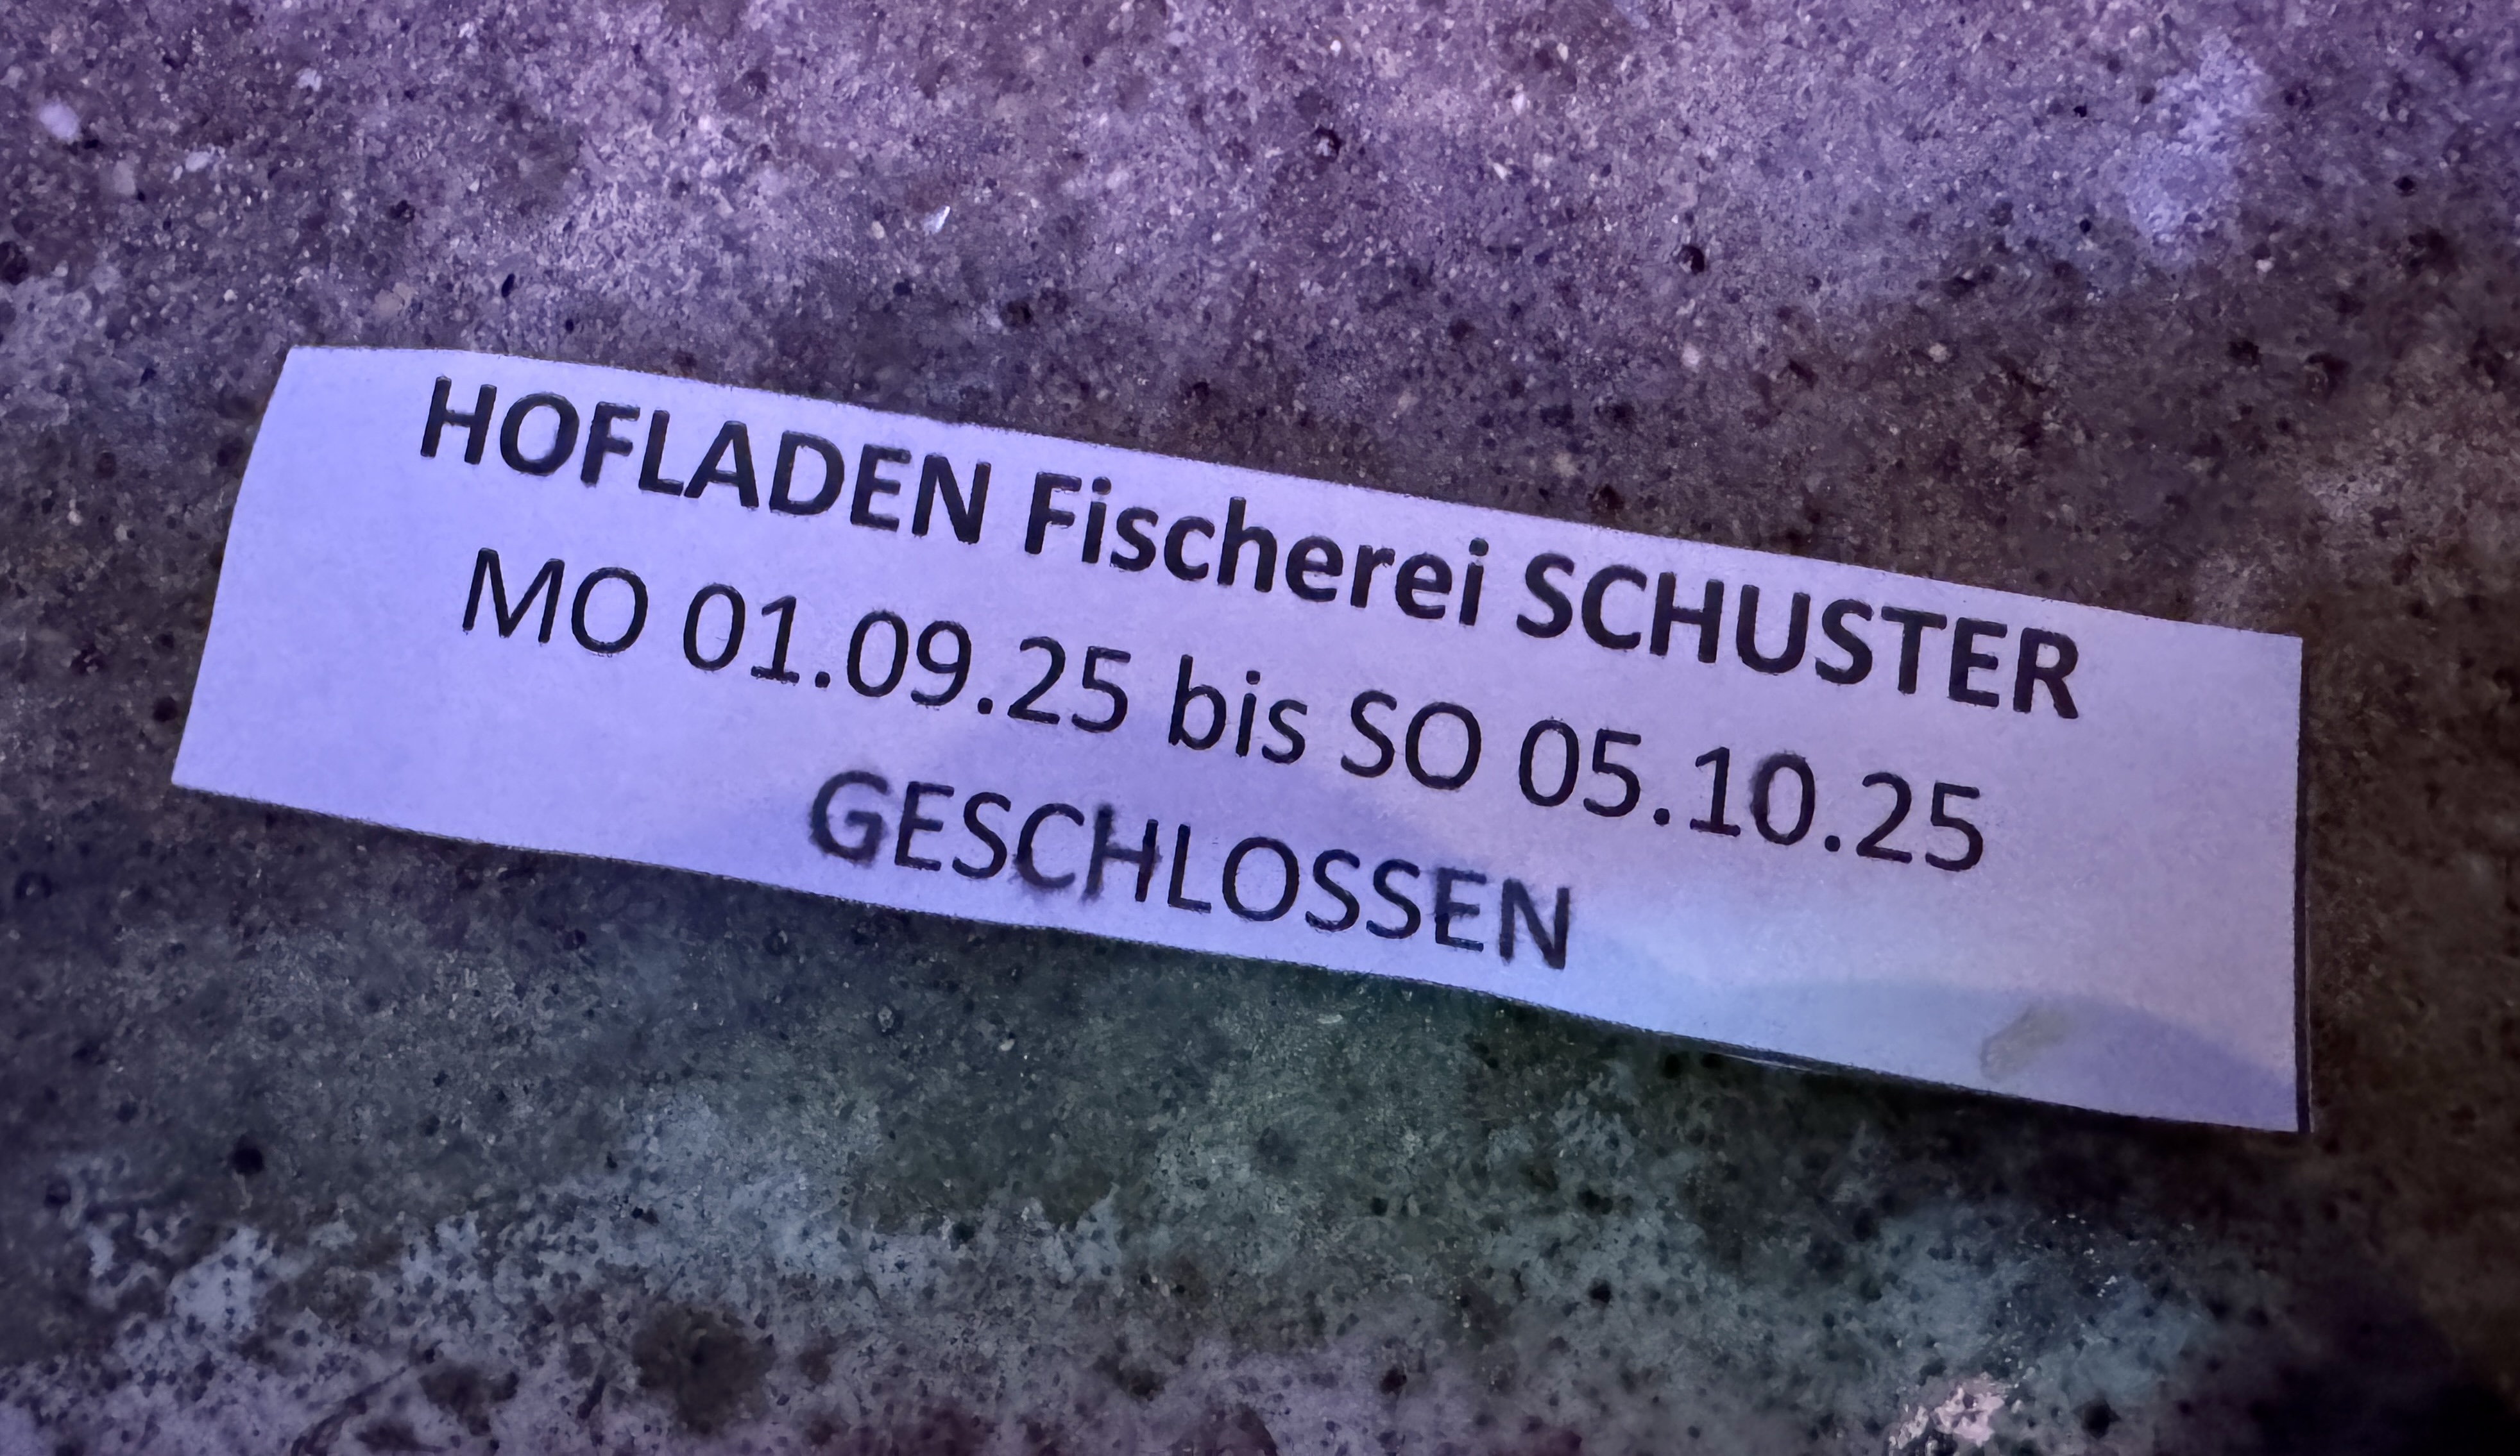 HOFLADEN Fischerei SCHUSTER
MO 01.09.25 bis SO 05.10.25
GESCHLOSSEN